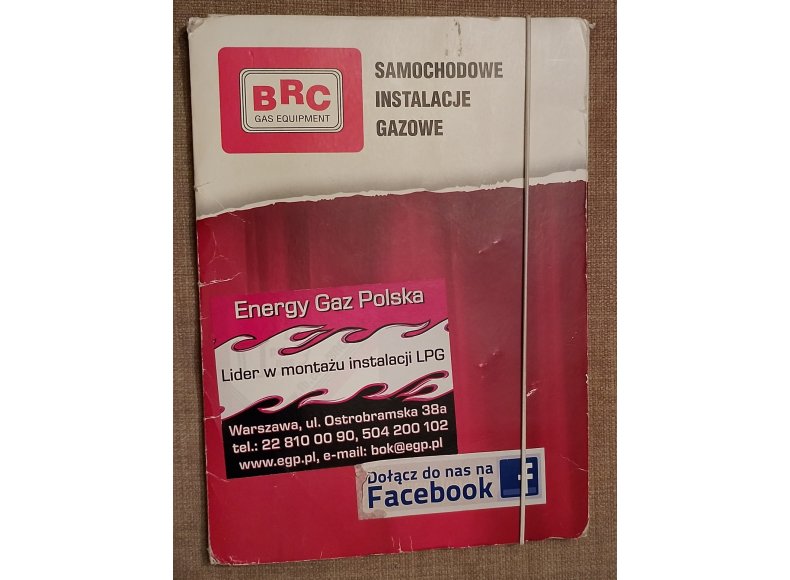 BRC
GAS EQUIPMENT
SAMOCHODOWE
INSTALACJE
GAZOWE
Energy Gaz Polska
Lider w montażu instalacji LPG
Warszawa, ul. Ostrobramska 38a
tel.: 22 810 00 90, 504 200 102
www.egp.pl, e-mail: bok@egp.pl
Dołącz do nas na
Facebook
f